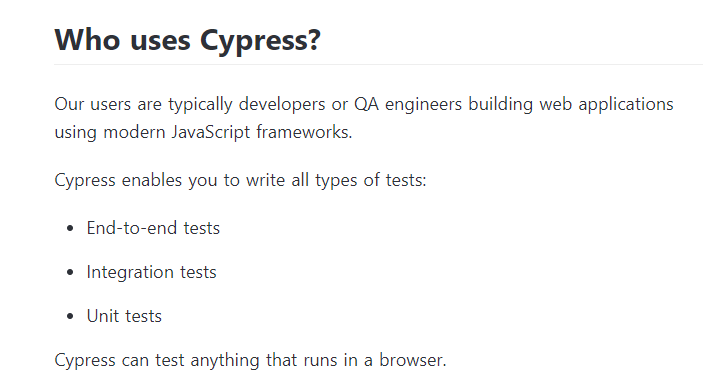 Who uses Cypress?
Our users are typically developers or QA engineers building web applications
using modern JavaScript frameworks.
Cypress enables you to write all types of tests:
• End-to-end tests
• Integration tests
• Unit tests
Cypress can test anything that runs in a browser.